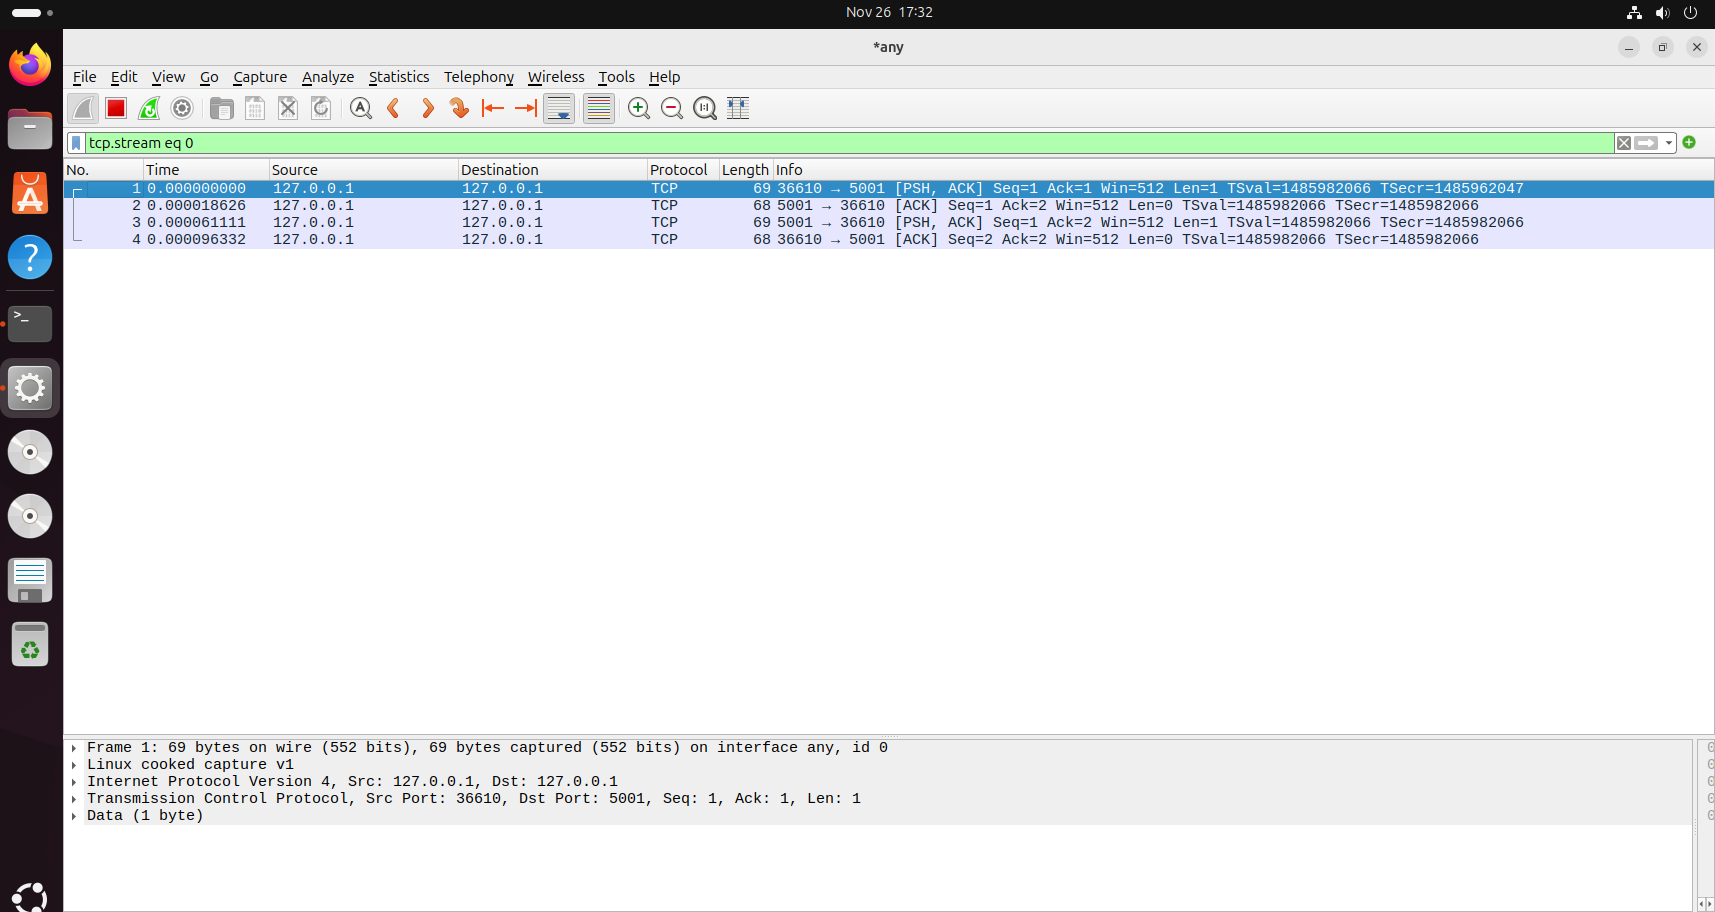 Nov 26 17:32
*any
File Edit View Go Capture Analyze Statistics Telephony Wireless Tools Help
tcp.stream eq 0
No. Time Source Destination Protocol Length Info
1 0.000000000 127.0.0.1 127.0.0.1 TCP 69 36610 → 5001 [PSH, ACK] Seq=1 Ack=1 Win=512 Len=1 TSval=1485982066 TSecr=1485962047
2 0.000018626 127.0.0.1 127.0.0.1 TCP 68 5001 → 36610 [ACK] Seq=1 Ack=2 Win=512 Len=0 TSval=1485982066 TSecr=1485982066
3 0.000061111 127.0.0.1 127.0.0.1 TCP 69 5001 → 36610 [PSH, ACK] Seq=1 Ack=2 Win=512 Len=1 TSval=1485982066 TSecr=1485982066
4 0.000096332 127.0.0.1 127.0.0.1 TCP 68 36610 → 5001 [ACK] Seq=2 Ack=2 Win=512 Len=0 TSval=1485982066 TSecr=1485982066
Frame 1: 69 bytes on wire (552 bits), 69 bytes captured (552 bits) on interface any, id 0
Linux cooked capture v1
Internet Protocol Version 4, Src: 127.0.0.1, Dst: 127.0.0.1
Transmission Control Protocol, Src Port: 36610, Dst Port: 5001, Seq: 1, Ack: 1, Len: 1
Data (1 byte)